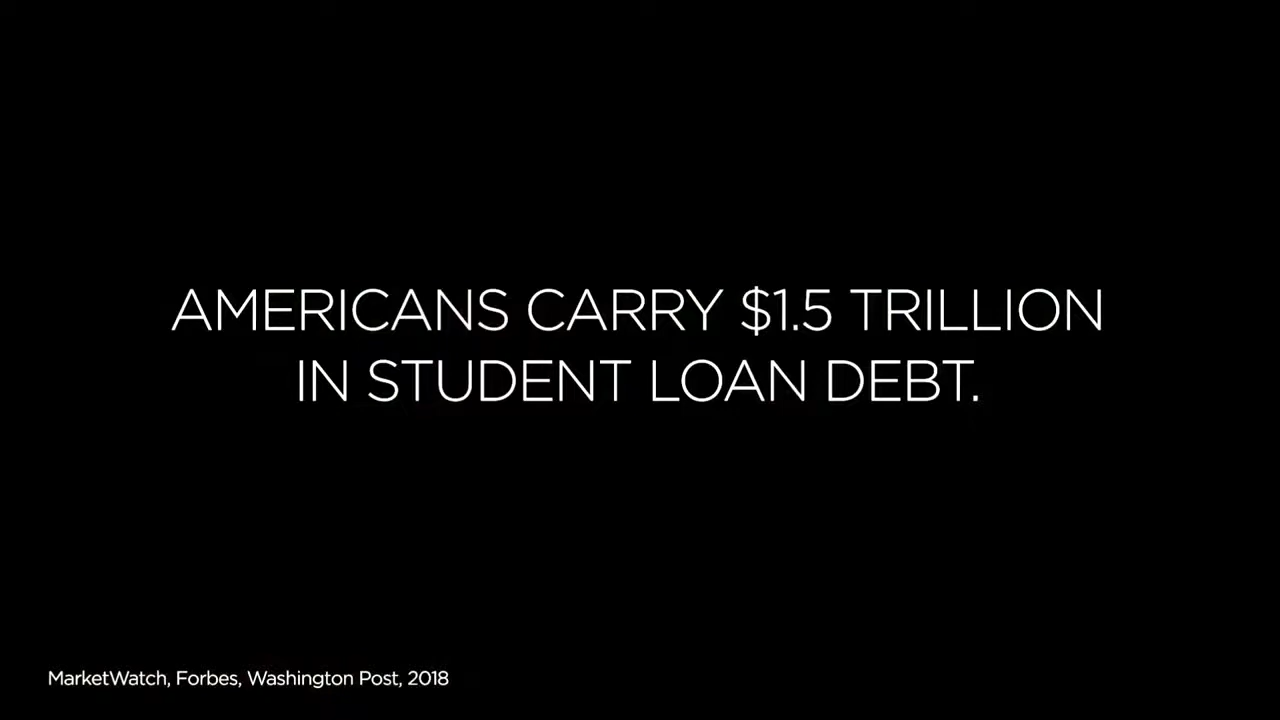 AMERICANS CARRY $1.5 TRILLION
IN STUDENT LOAN DEBT.
MarketWatch, Forbes, Washington Post, 2018